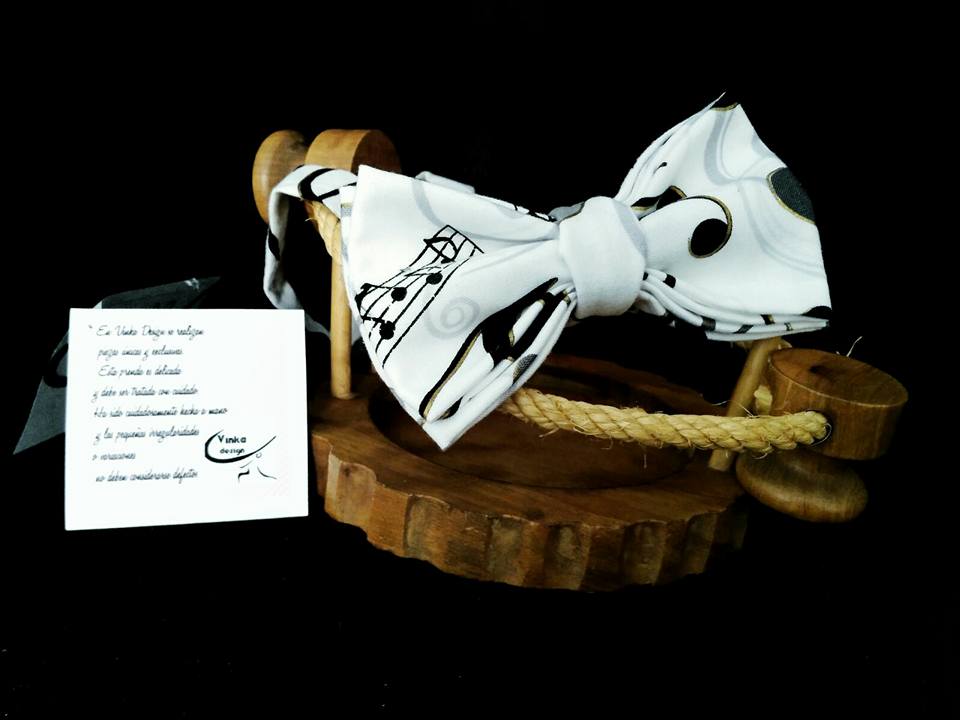 " En Vinka Design se realizan
piezas unicas y exclusivas.
Esta prenda es delicada
y debe ser tratada con cuidado.
Ha sido cuidadosamente hecha a mano
y las pequeñas irregularidades
o variaciones
no deben considerarse defectos.
Vinka
design